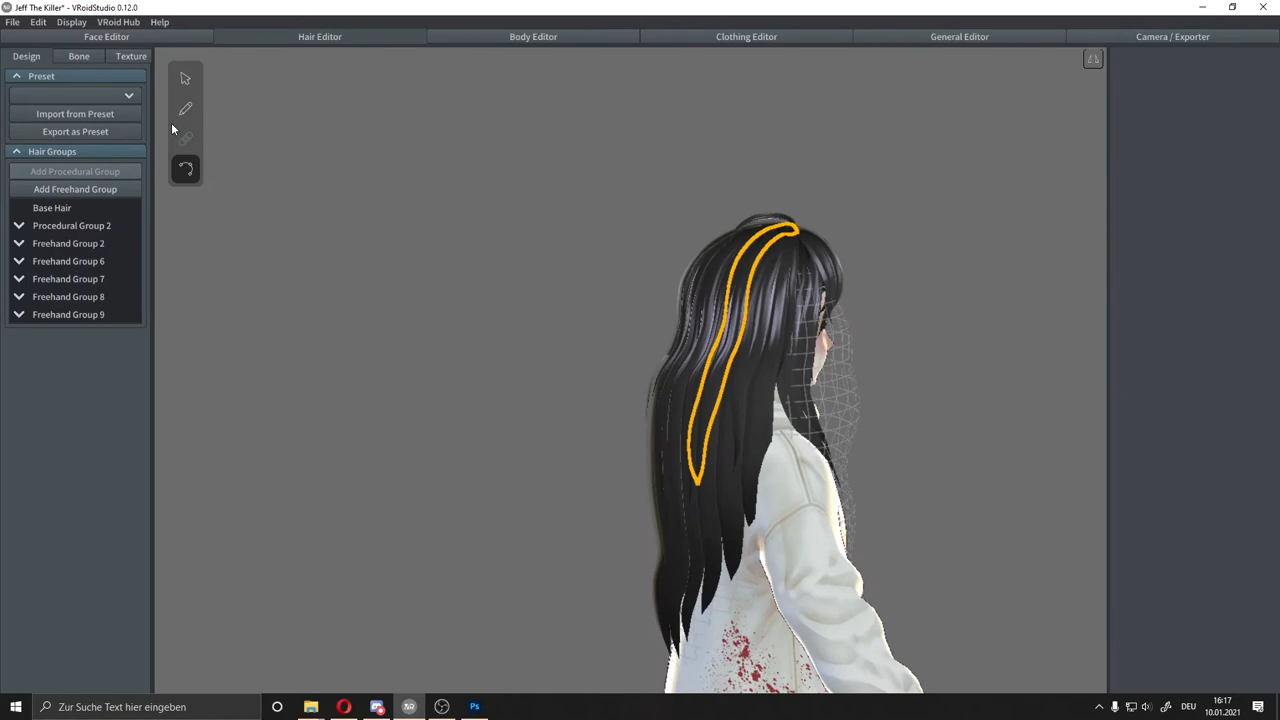 Jeff The Killer* - VRoidStudio 0.12.0
File Edit Display VRoid Hub Help
Face Editor Hair Editor Body Editor Clothing Editor General Editor Camera / Exporter
Design Bone Texture
Preset
Import from Preset
Export as Preset
Hair Groups
Add Procedural Group
Add Freehand Group
Base Hair
Procedural Group 2
Freehand Group 2
Freehand Group 6
Freehand Group 7
Freehand Group 8
Freehand Group 9
Zur Suche Text hier eingeben
Ps
DEU
16:17
10.01.2021